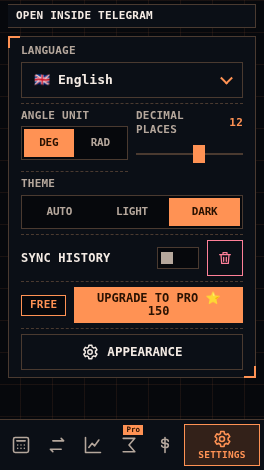 OPEN INSIDE TELEGRAM
LANGUAGE
🇬🇧 English
ANGLE UNIT
DEG RAD
DECIMAL PLACES 12
THEME
AUTO LIGHT DARK
SYNC HISTORY
FREE
UPGRADE TO PRO ⭐
150
APPEARANCE
Pro
$
SETTINGS